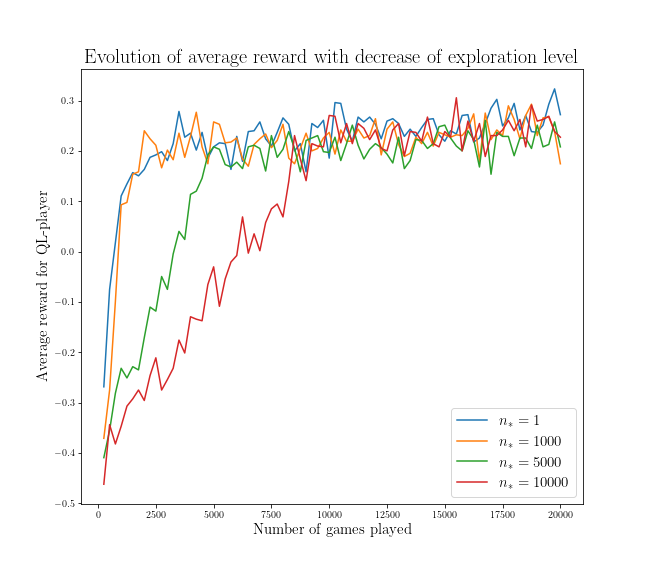 Evolution of average reward with decrease of exploration level
Average reward for QL-player
0.3
0.2
0.1
0.0
−0.1
−0.2
−0.3
−0.4
−0.5
n* = 1
n* = 1000
n* = 5000
n* = 10000
0 2500 5000 7500 10000 12500 15000 17500 20000
Number of games played